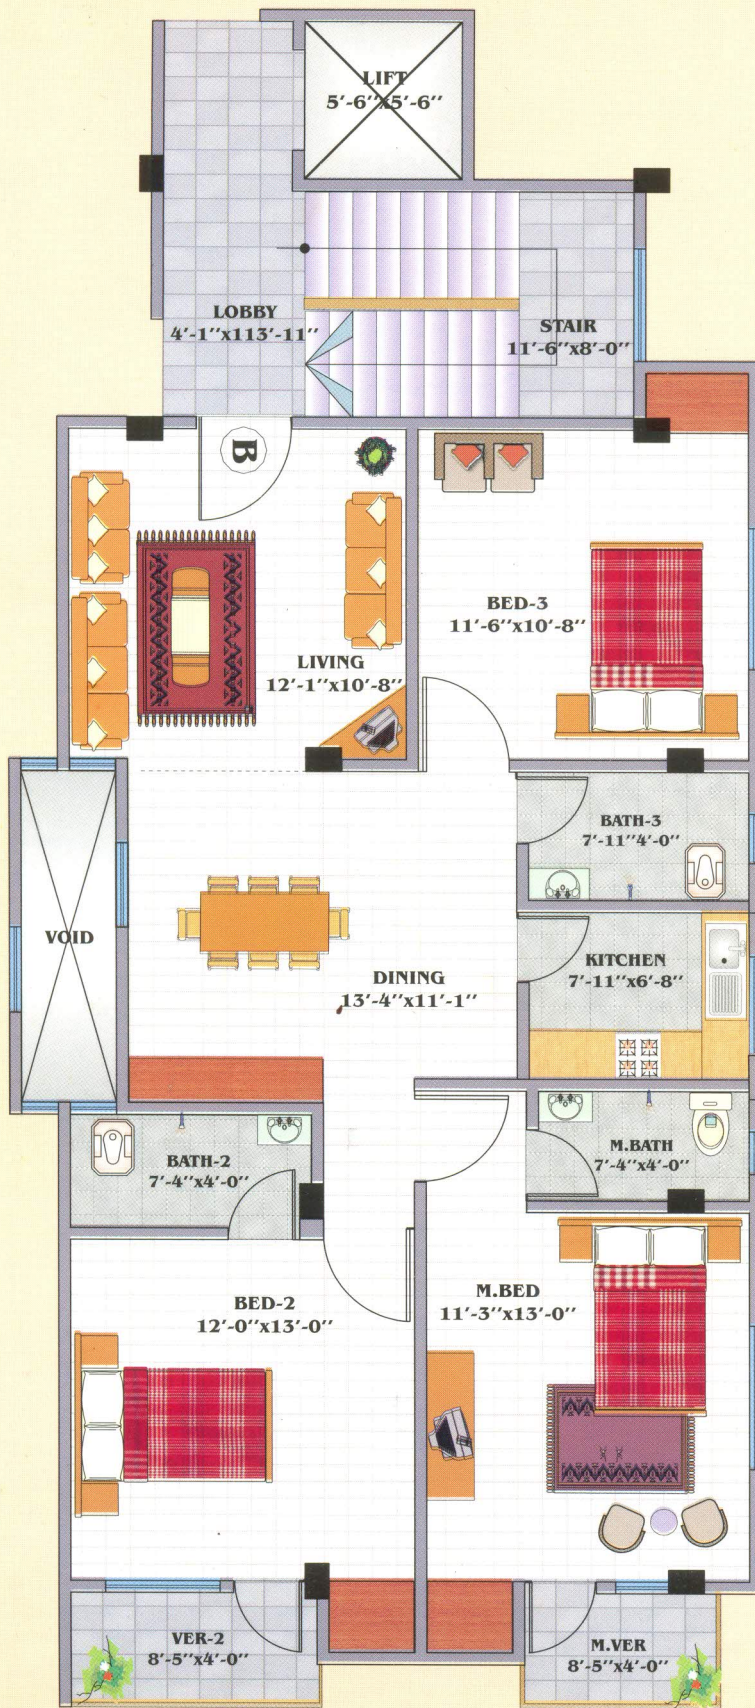 LIFT
5'-6''x5'-6''
LOBBY
4'-1''x113'-11''
STAIR
11'-6''x8'-0''
B
BED-3
11'-6''x10'-8''
LIVING
12'-1''x10'-8''
BATH-3
7'-11''4'-0''
VOID
KITCHEN
7'-11''x6'-8''
DINING
13'-4''x11'-1''
M.BATH
7'-4''x4'-0''
BATH-2
7'-4''x4'-0''
M.BED
11'-3''x13'-0''
BED-2
12'-0''x13'-0''
VER-2
8'-5''x4'-0''
M.VER
8'-5''x4'-0''